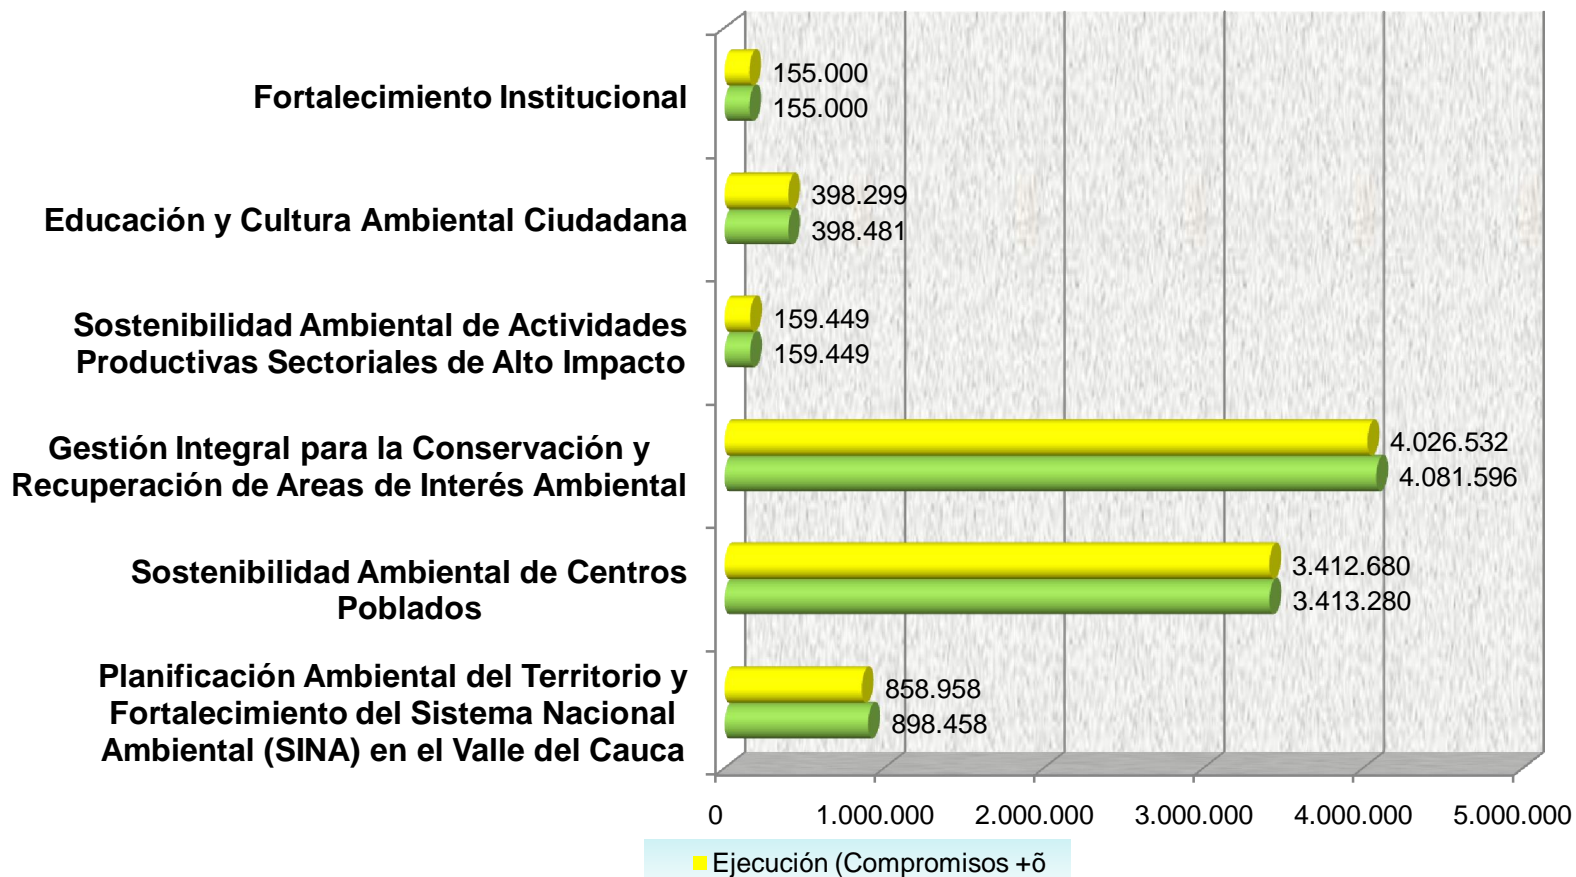 Fortalecimiento Institucional
155.000
155.000
Educación y Cultura Ambiental Ciudadana
398.299
398.481
Sostenibilidad Ambiental de Actividades
Productivas Sectoriales de Alto Impacto
159.449
159.449
Gestión Integral para la Conservación y
Recuperación de Areas de Interés Ambiental
4.026.532
4.081.596
Sostenibilidad Ambiental de Centros
Poblados
3.412.680
3.413.280
Planificación Ambiental del Territorio y
Fortalecimiento del Sistema Nacional
Ambiental (SINA) en el Valle del Cauca
858.958
898.458
0 1.000.000 2.000.000 3.000.000 4.000.000 5.000.000
Ejecución (Compromisos +õ